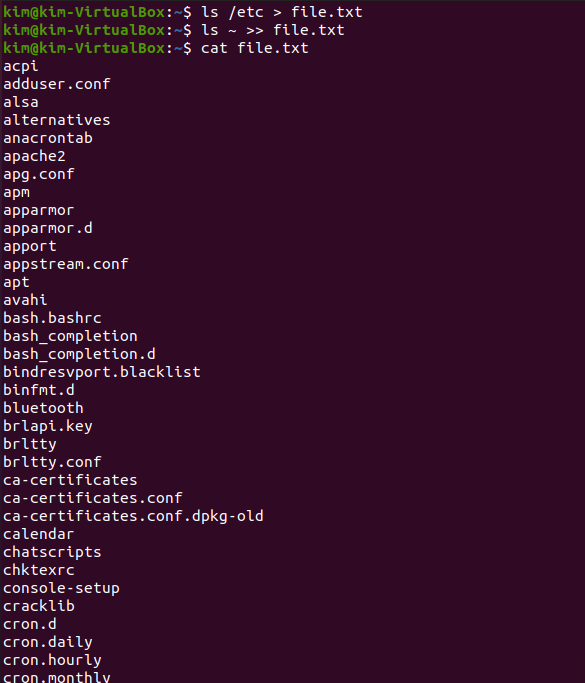 kim@kim-VirtualBox:~$ ls /etc > file.txt
kim@kim-VirtualBox:~$ ls ~ >> file.txt
kim@kim-VirtualBox:~$ cat file.txt
acpi
adduser.conf
alsa
alternatives
anacrontab
apache2
apg.conf
apm
apparmor
apparmor.d
apport
appstream.conf
apt
avahi
bash.bashrc
bash_completion
bash_completion.d
bindresvport.blacklist
binfmt.d
bluetooth
brlapi.key
brltty
brltty.conf
ca-certificates
ca-certificates.conf
ca-certificates.conf.dpkg-old
calendar
chatscripts
chktexrc
console-setup
cracklib
cron.d
cron.daily
cron.hourly
cron.monthly